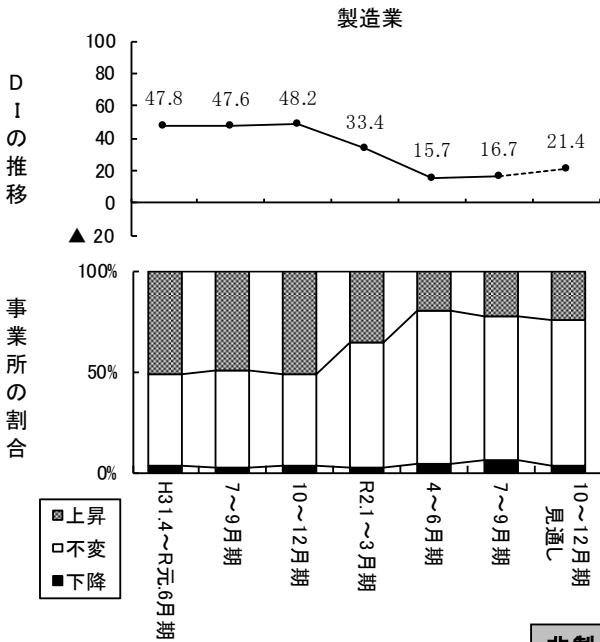 製造業
DIの推移
100
80
60
40
20
0
▲ 20
47.8
47.6
48.2
33.4
15.7
16.7
21.4
事業所の割合
100%
50%
0%
H31.4～R元.6月期
7～9月期
10～12月期
R2.1～3月期
4～6月期
7～9月期
10～12月期
見通し
上昇
不変
下降